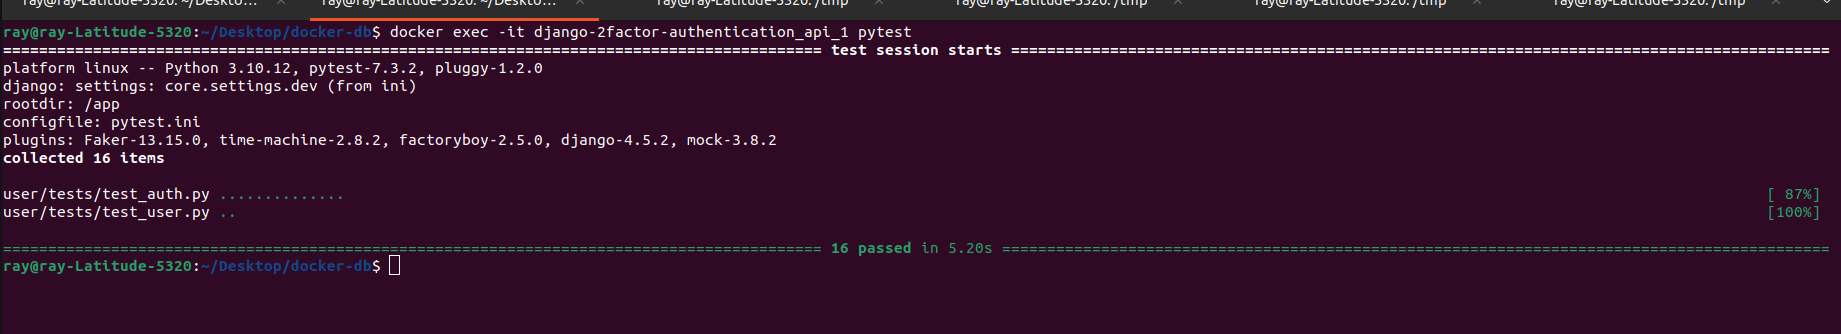 ray@ray-Latitude-5320: ~/Deskto... × ray@ray-Latitude-5320: ~/Deskto... × ray@ray-Latitude-5320: /tmp × ray@ray-Latitude-5320: /tmp × ray@ray-Latitude-5320: /tmp × ray@ray-Latitude-5320: /tmp ×
ray@ray-Latitude-5320:~/Desktop/docker-db$ docker exec -it django-2factor-authentication_api_1 pytest
=========================================================================================== test session starts ===========================================================================================
platform linux -- Python 3.10.12, pytest-7.3.2, pluggy-1.2.0
django: settings: core.settings.dev (from ini)
rootdir: /app
configfile: pytest.ini
plugins: Faker-13.15.0, time-machine-2.8.2, factoryboy-2.5.0, django-4.5.2, mock-3.8.2
collected 16 items
user/tests/test_auth.py .............. [ 87%]
user/tests/test_user.py .. [100%]
=========================================================================================== 16 passed in 5.20s ============================================================================================
ray@ray-Latitude-5320:~/Desktop/docker-db$